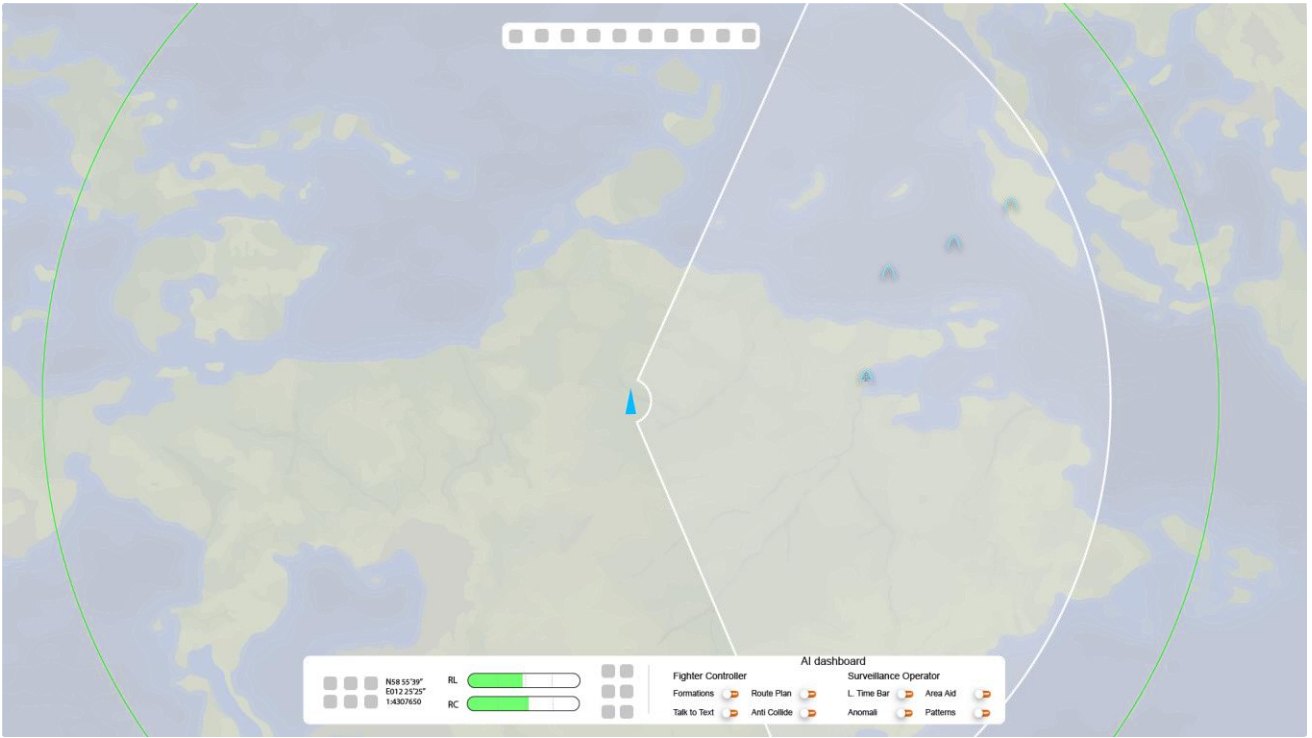 AI dashboard
N58 55'39"
E012 25'25"
1:4307650
RL
RC
Fighter Controller
Formations
Route Plan
Talk to Text
Anti Collide
Surveillance Operator
L. Time Bar
Area Aid
Anomali
Patterns